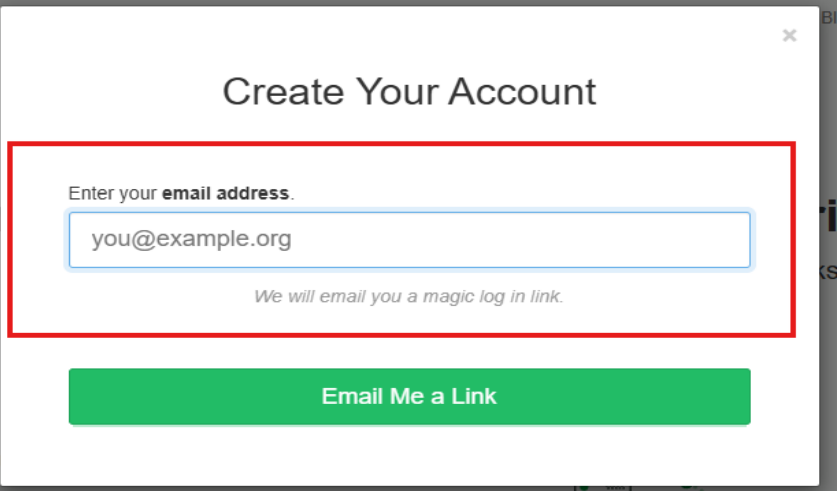 ×
Create Your Account
Enter your email address.
you@example.org
We will email you a magic log in link.
Email Me a Link